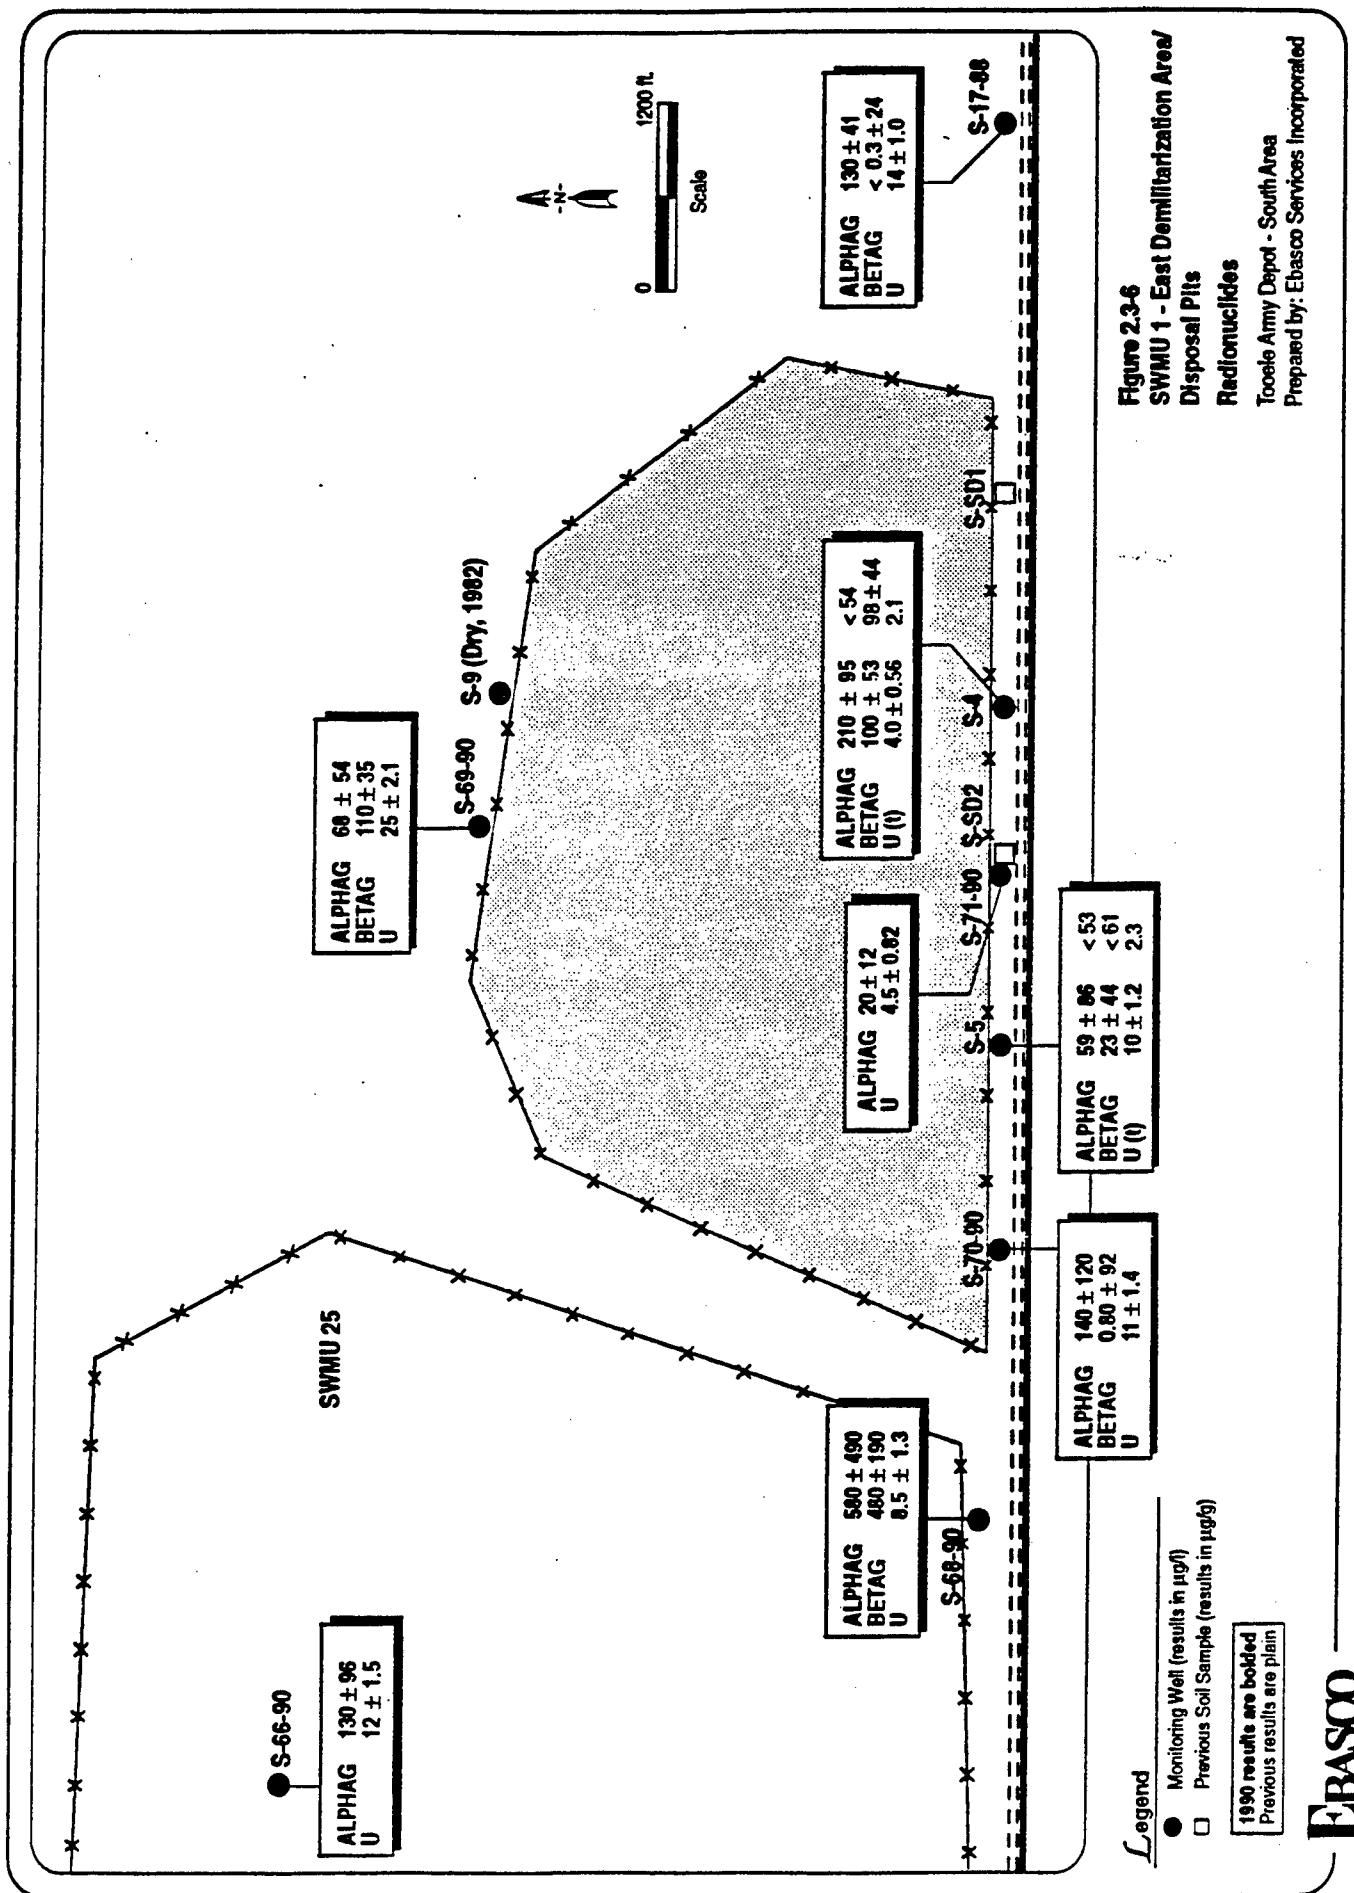 S-66-90
ALPHAG 130 ± 96
U 12 ± 1.5
SWMU 25
ALPHAG 68 ± 54
BETAG 110 ± 35
U 25 ± 2.1
S-69-90
S-9 (Dry, 1982)
-N-
0 1200 ft.
Scale
ALPHAG 580 ± 490
BETAG 480 ± 190
U 8.5 ± 1.3
S-68-90
ALPHAG 20 ± 12
U 4.5 ± 0.82
ALPHAG 210 ± 95 < 54
BETAG 100 ± 53 98 ± 44
U (t) 4.0 ± 0.56 2.1
ALPHAG 130 ± 41
BETAG < 0.3 ± 24
U 14 ± 1.0
S-70-90
S-5
S-71-90
S-SD2
S-4
S-SD1
S-17-88
ALPHAG 140 ± 120
BETAG 0.80 ± 92
U 11 ± 1.4
ALPHAG 59 ± 86 < 53
BETAG 23 ± 44 < 61
U (t) 10 ± 1.2 2.3
Legend
Monitoring Well (results in µg/l)
Previous Soil Sample (results in µg/g)
1990 results are bolded
Previous results are plain
Figure 2.3-6
SWMU 1 - East Demilitarization Area/
Disposal Pits
Radionuclides
Tooele Army Depot - South Area
Prepared by: Ebasco Services Incorporated
EBASCO